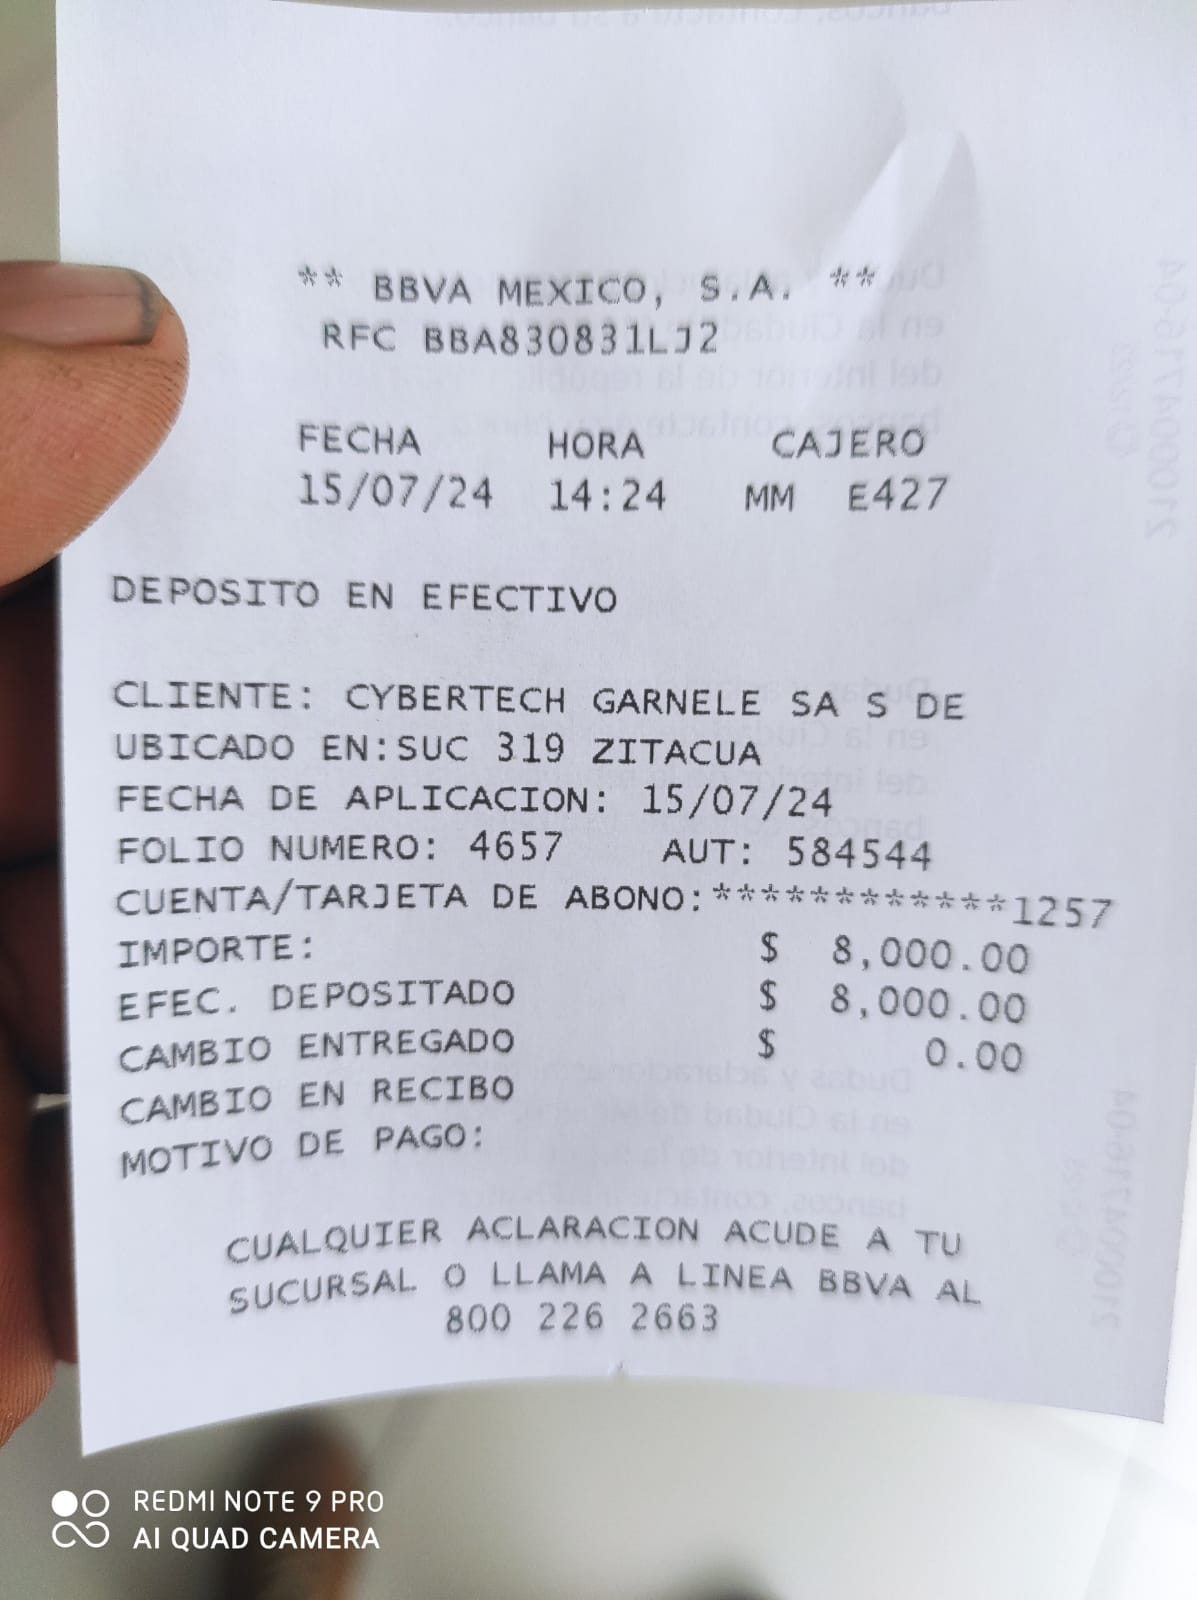 ** BBVA MEXICO, S.A. **
RFC BBA830831LJ2
FECHA HORA CAJERO
15/07/24 14:24 MM E427
DEPOSITO EN EFECTIVO
CLIENTE: CYBERTECH GARNELE SA S DE
UBICADO EN:SUC 319 ZITACUA
FECHA DE APLICACION: 15/07/24
FOLIO NUMERO: 4657 AUT: 584544
CUENTA/TARJETA DE ABONO:************1257
IMPORTE: $ 8,000.00
EFEC. DEPOSITADO $ 8,000.00
CAMBIO ENTREGADO $ 0.00
CAMBIO EN RECIBO
MOTIVO DE PAGO:
CUALQUIER ACLARACION ACUDE A TU
SUCURSAL O LLAMA A LINEA BBVA AL
800 226 2663
REDMI NOTE 9 PRO
AI QUAD CAMERA